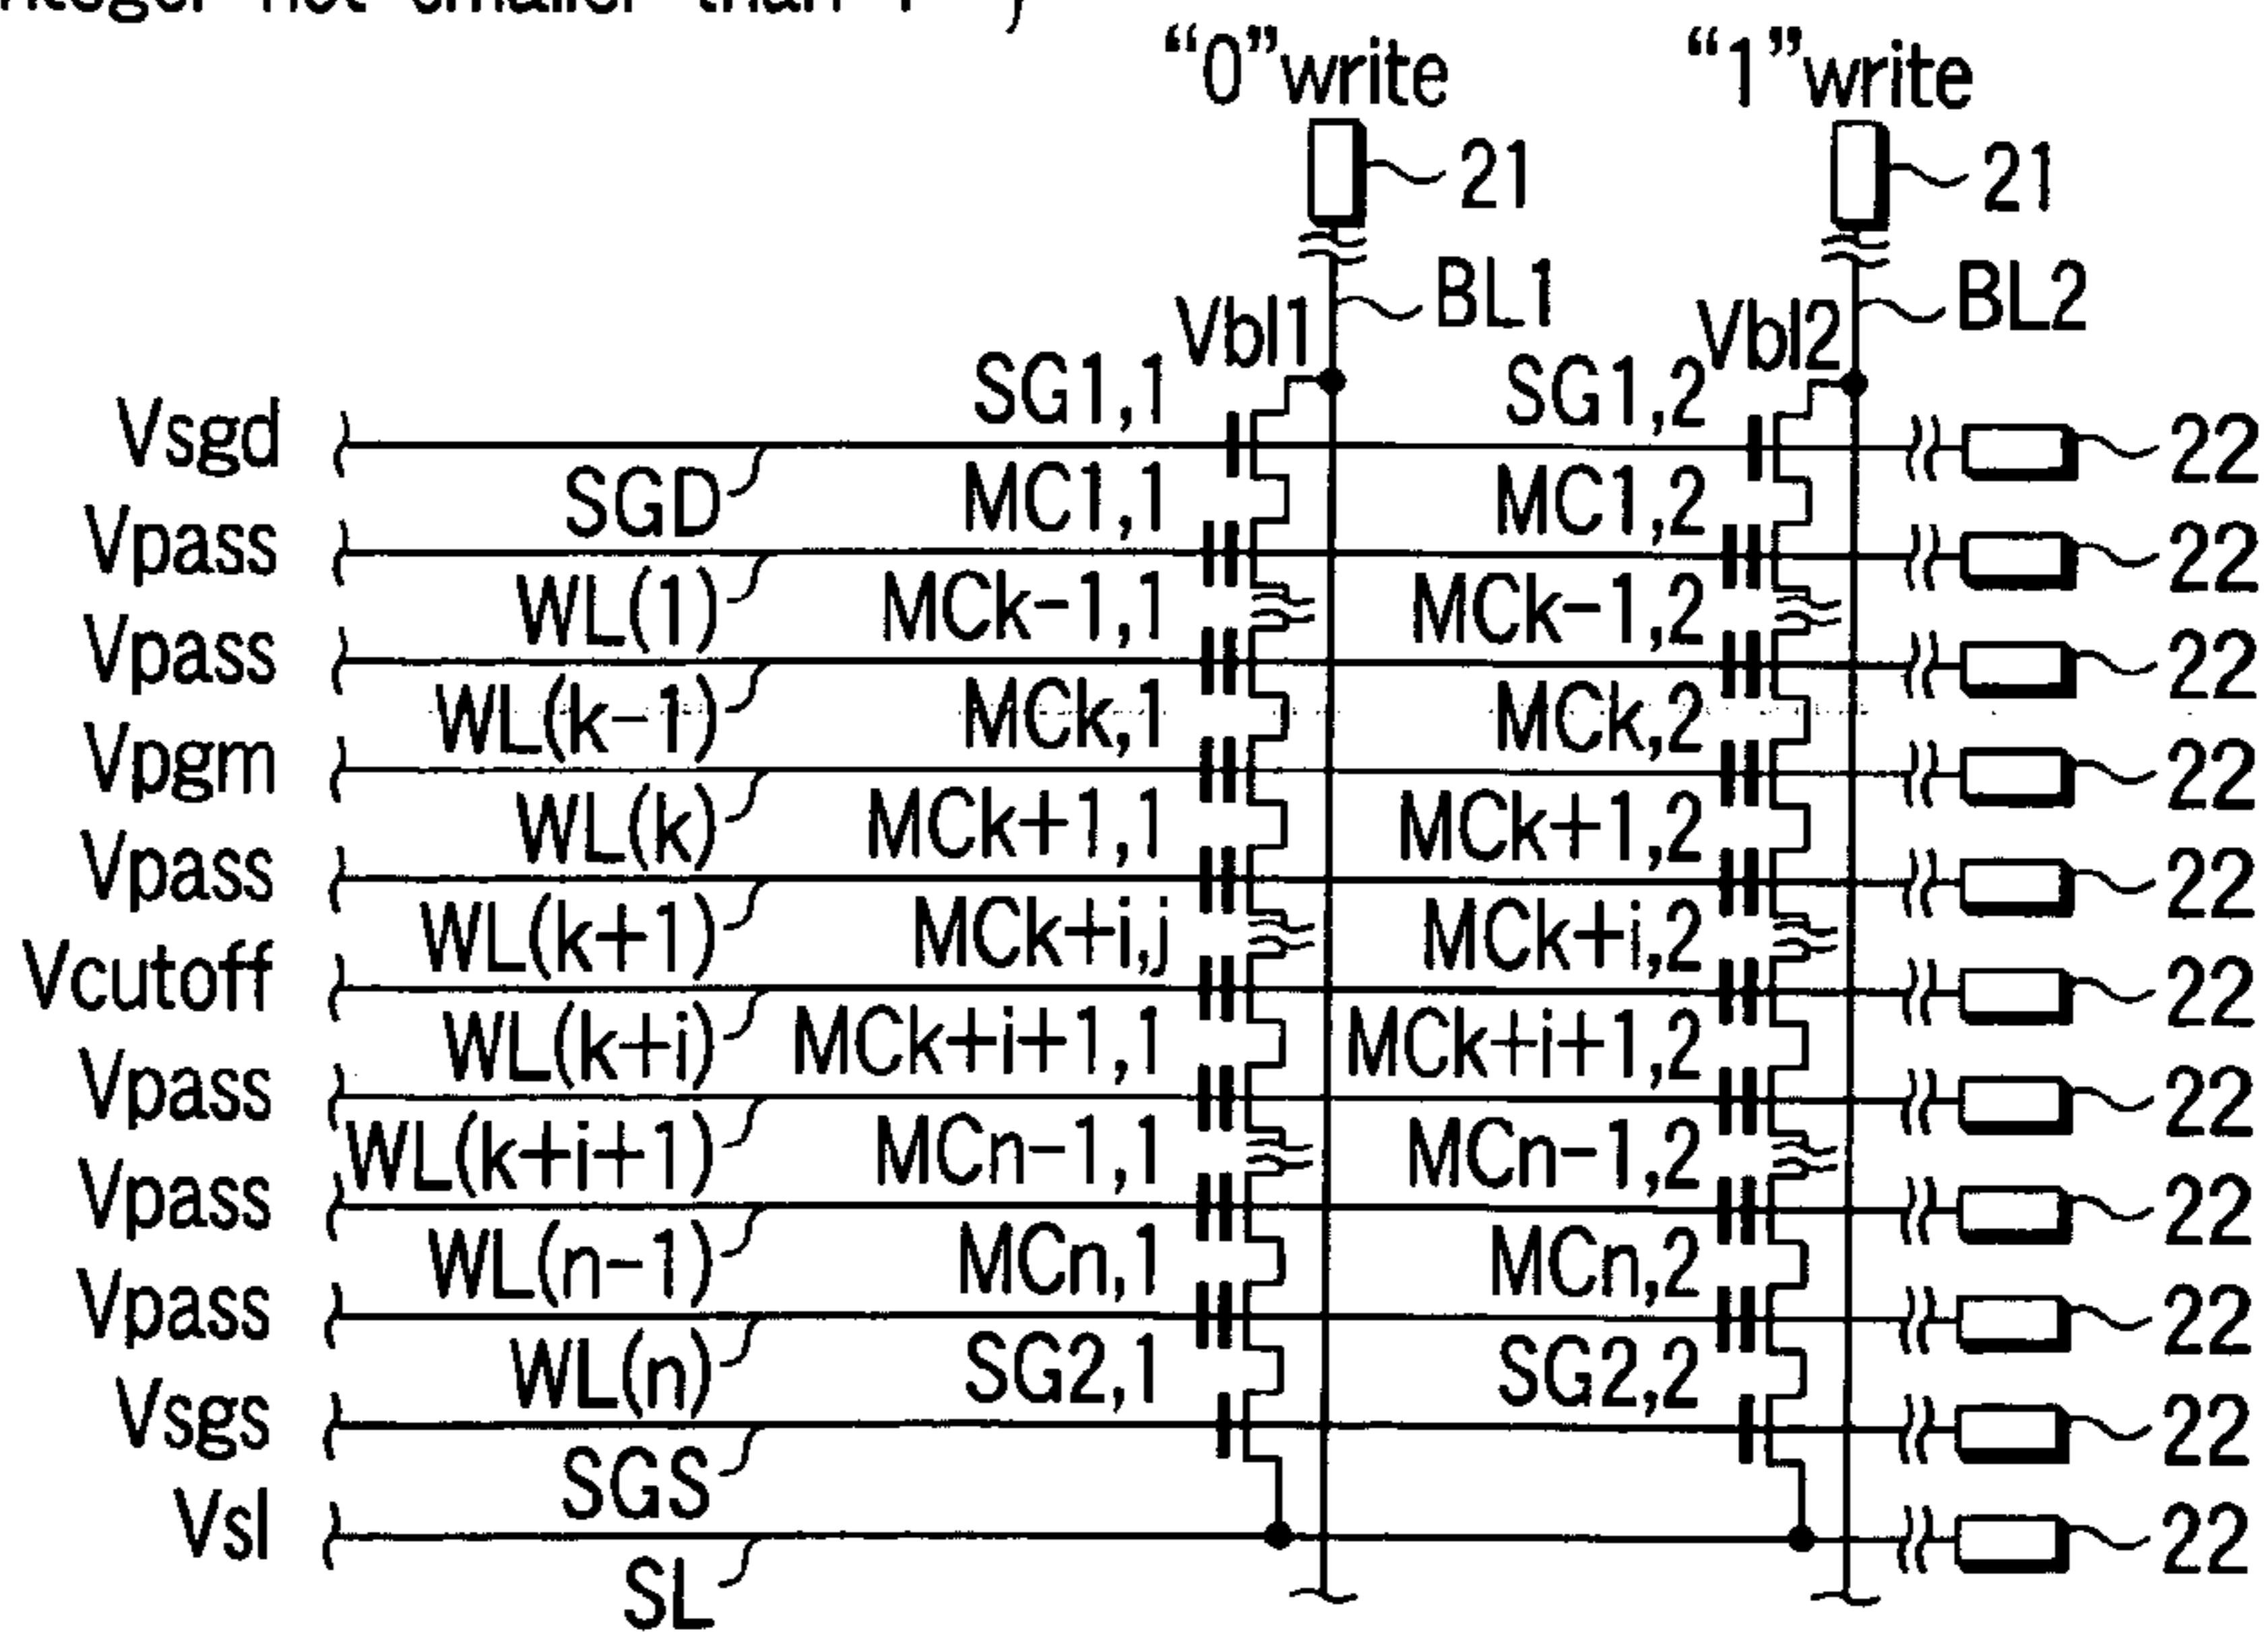 integer not smaller than 1 )
“0”write “1”write
21 21
BL1 BL2
Vbl1 Vbl2
SG1,1 SG1,2
Vsgd 22
SGD MC1,1 MC1,2
Vpass 22
WL(1) MCk-1,1 MCk-1,2
Vpass 22
WL(k-1) MCk,1 MCk,2
Vpgm 22
WL(k) MCk+1,1 MCk+1,2
Vpass 22
WL(k+1) MCk+i,j MCk+i,2
Vcutoff 22
WL(k+i) MCk+i+1,1 MCk+i+1,2
Vpass 22
WL(k+i+1) MCn-1,1 MCn-1,2
Vpass 22
WL(n-1) MCn,1 MCn,2
Vpass 22
WL(n) SG2,1 SG2,2
Vsgs 22
SGS
Vsl 22
SL